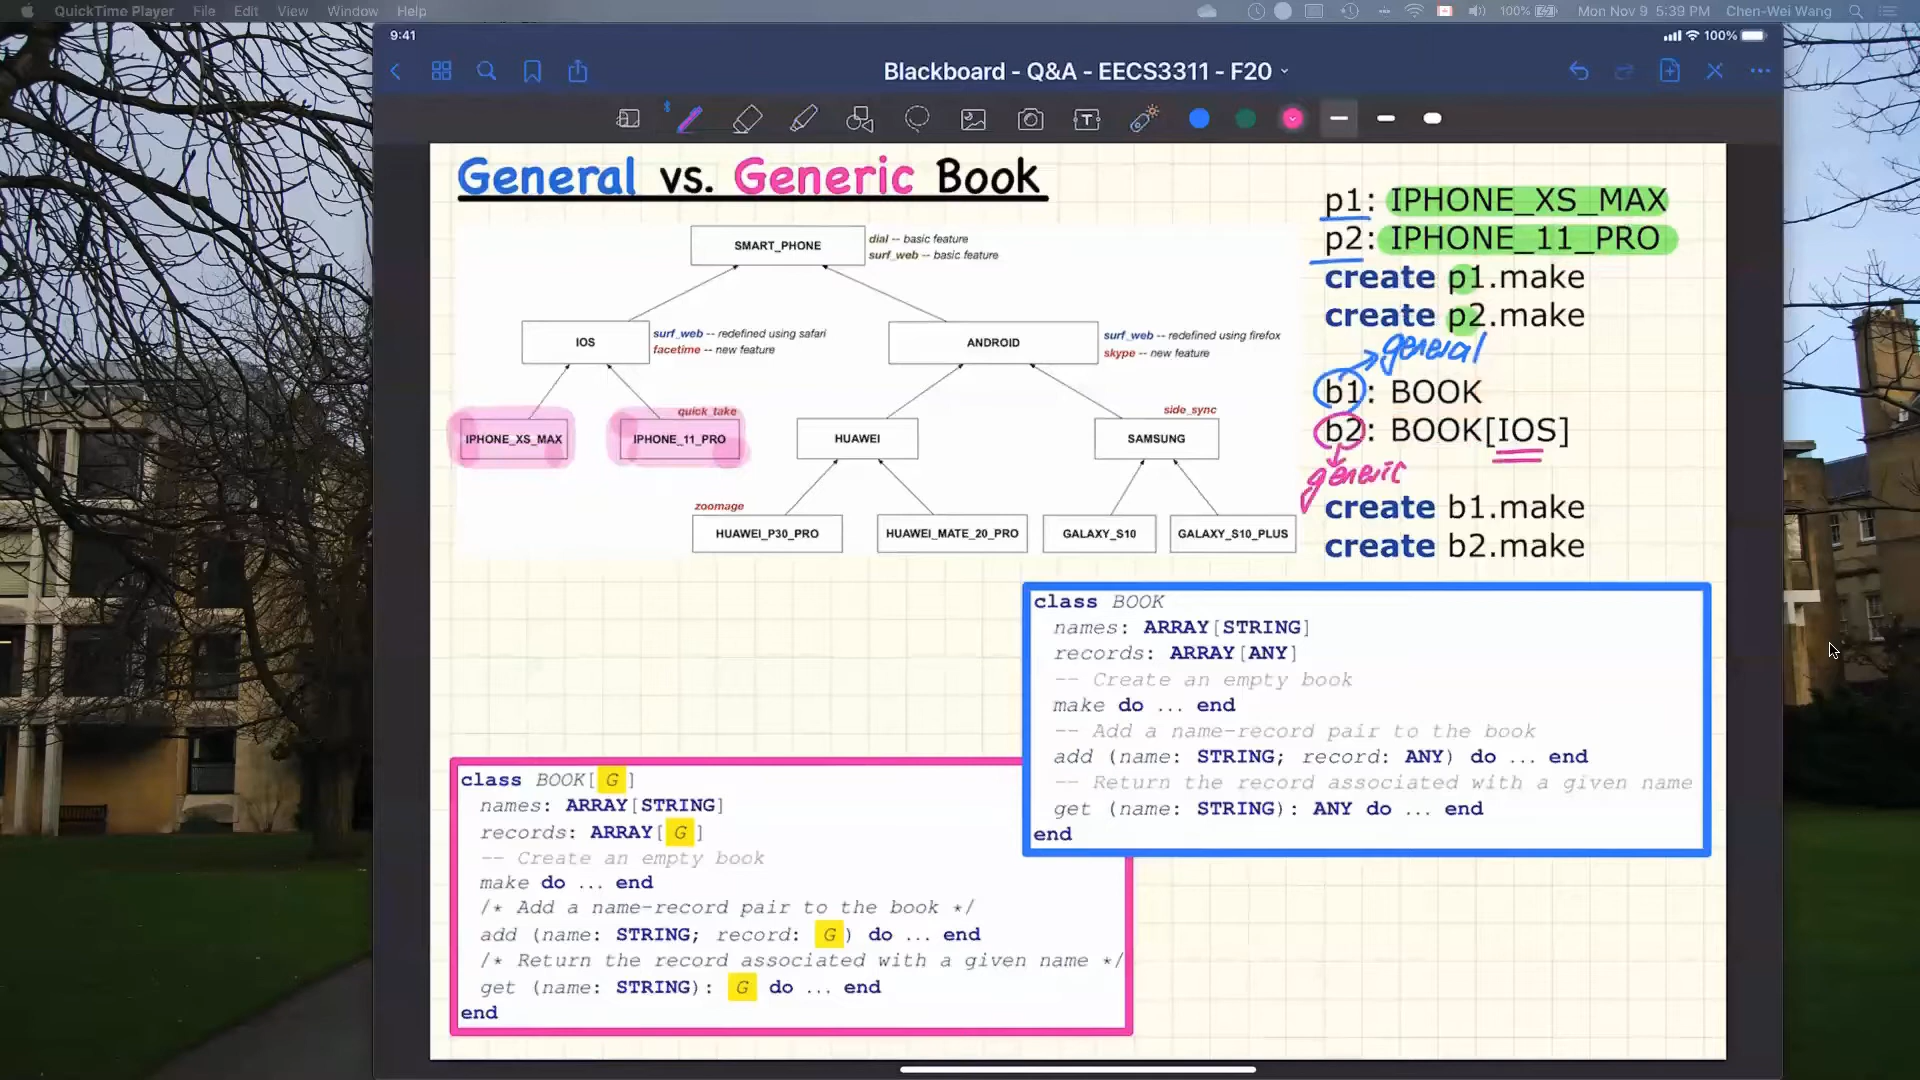 QuickTime Player File Edit View Window Help 100% Mon Nov 9 5:39 PM Chen-Wei Wang
9:41 100%
Blackboard - Q&A - EECS3311 - F20
General vs. Generic Book
SMART_PHONE
dial -- basic feature
surf_web -- basic feature
IOS
surf_web -- redefined using safari
facetime -- new feature
ANDROID
surf_web -- redefined using firefox
skype -- new feature
quick_take
side_sync
IPHONE_XS_MAX
IPHONE_11_PRO
HUAWEI
SAMSUNG
zoomage
HUAWEI_P30_PRO
HUAWEI_MATE_20_PRO
GALAXY_S10
GALAXY_S10_PLUS
p1: IPHONE_XS_MAX
p2: IPHONE_11_PRO
create p1.make
create p2.make
general
b1: BOOK
b2: BOOK[IOS]
generic
create b1.make
create b2.make
class BOOK
names: ARRAY[STRING]
records: ARRAY[ANY]
-- Create an empty book
make do ... end
-- Add a name-record pair to the book
add (name: STRING; record: ANY) do ... end
-- Return the record associated with a given name
get (name: STRING): ANY do ... end
end
class BOOK[ G ]
names: ARRAY[STRING]
records: ARRAY[ G ]
-- Create an empty book
make do ... end
/* Add a name-record pair to the book */
add (name: STRING; record: G ) do ... end
/* Return the record associated with a given name */
get (name: STRING): G do ... end
end